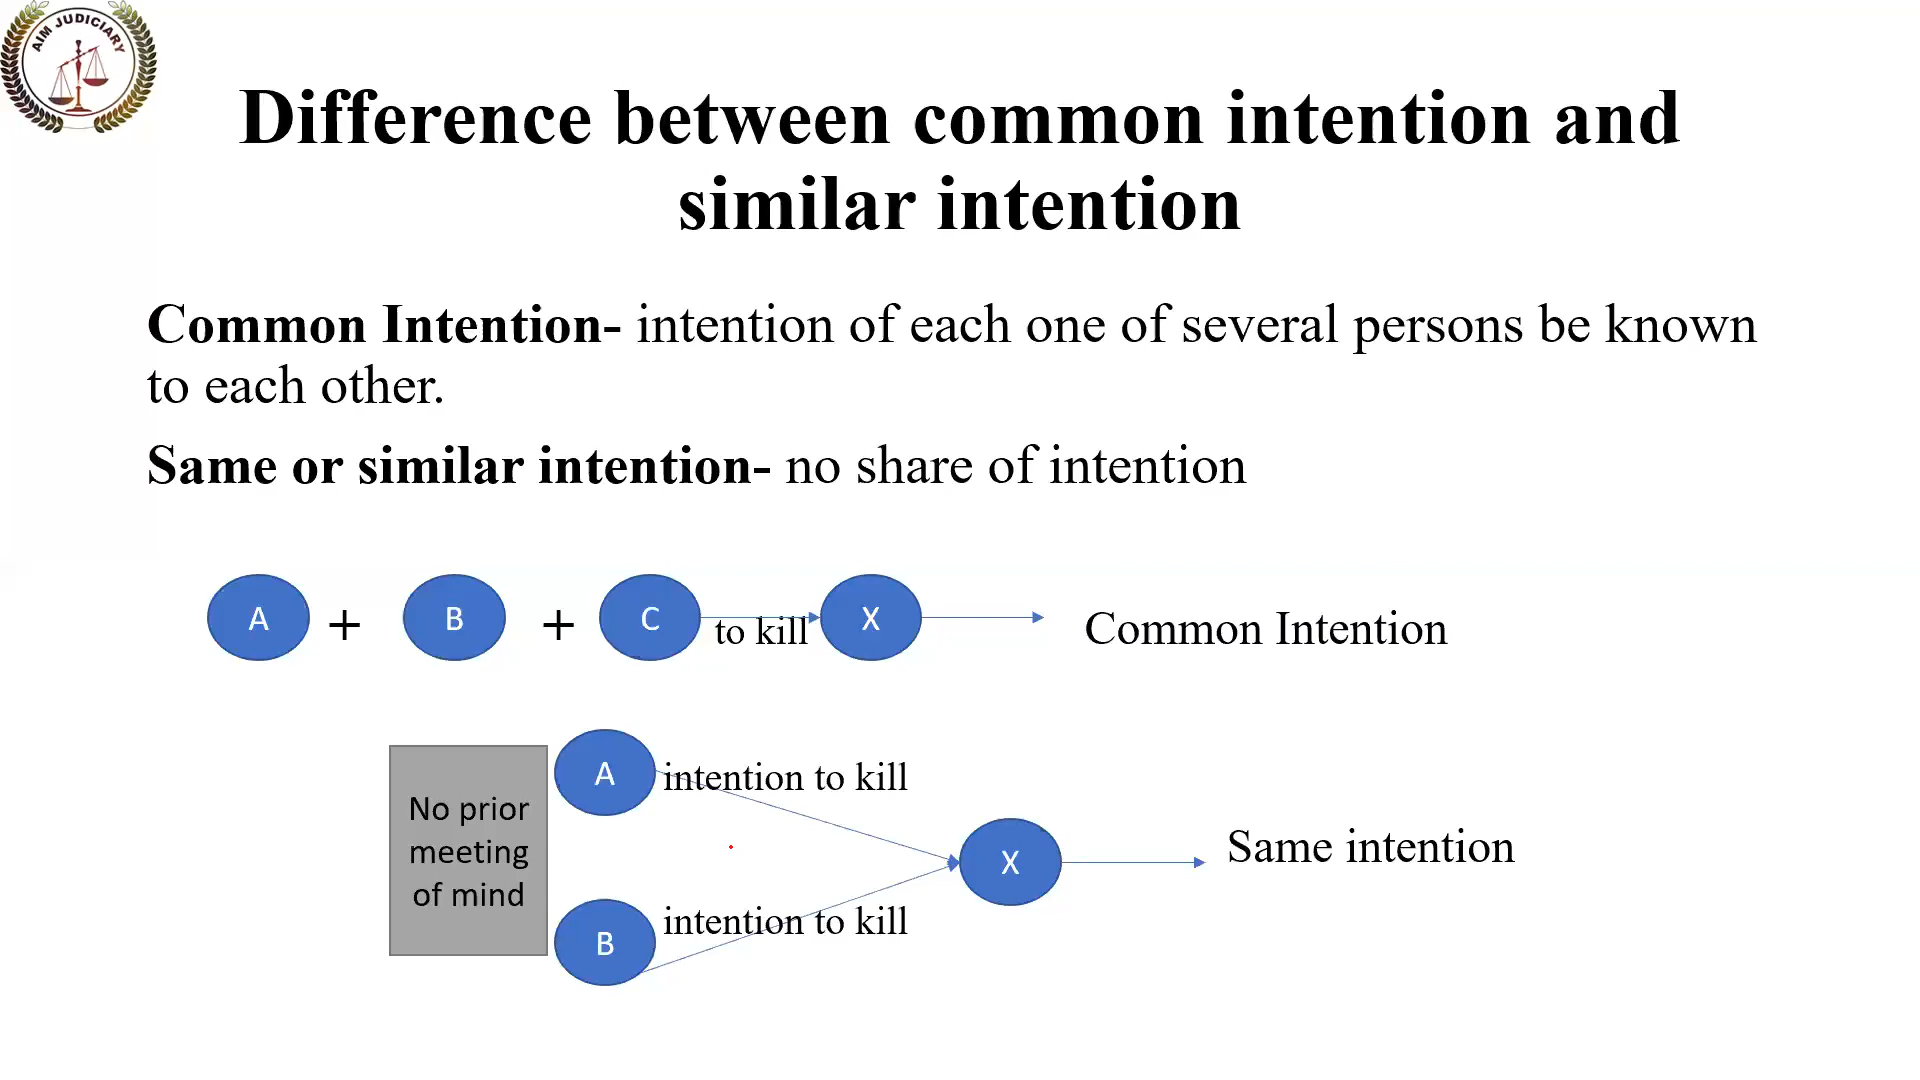 AIM JUDICIARY
Difference between common intention and
similar intention
Common Intention- intention of each one of several persons be known
to each other.
Same or similar intention- no share of intention
A + B + C to kill X Common Intention
No prior
meeting
of mind
A intention to kill
X Same intention
B intention to kill